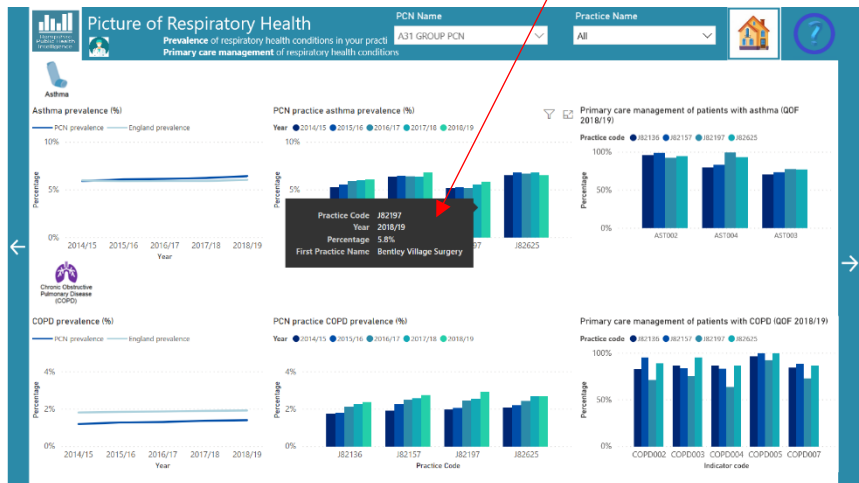 Hampshire
Public Health
Intelligence
Picture of Respiratory Health
Prevalence of respiratory health conditions in your practi
Primary care management of respiratory health conditions
PCN Name
A31 GROUP PCN
Practice Name
All
?
Asthma
Asthma prevalence (%)
PCN prevalence England prevalence
10%
5%
0%
Percentage
2014/15 2015/16 2016/17 2017/18 2018/19
Year
PCN practice asthma prevalence (%)
Year 2014/15 2015/16 2016/17 2017/18 2018/19
10%
5%
Percentage
Practice Code J82197
Year 2018/19
Percentage 5.8%
First Practice Name Bentley Village Surgery
97 J82625
Primary care management of patients with asthma (QOF
2018/19)
Practice code J82136 J82157 J82197 J82625
100%
50%
0%
Percentage
AST002 AST004 AST003
Chronic Obstructive
Pulmonary Disease
(COPD)
COPD prevalence (%)
PCN prevalence England prevalence
4%
2%
0%
Percentage
2014/15 2015/16 2016/17 2017/18 2018/19
Year
PCN practice COPD prevalence (%)
Year 2014/15 2015/16 2016/17 2017/18 2018/19
4%
2%
0%
Percentage
J82136 J82157 J82197 J82625
Practice Code
Primary care management of patients with COPD (QOF 2018/19)
Practice code J82136 J82157 J82197 J82625
100%
50%
0%
Percentage
COPD002 COPD003 COPD004 COPD005 COPD007
Indicator code